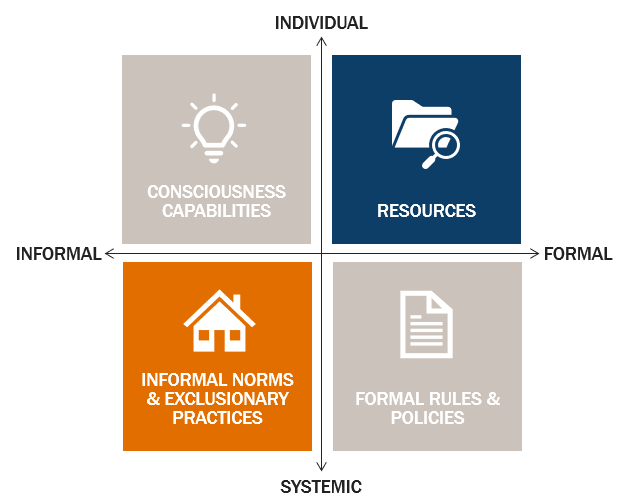 INDIVIDUAL
CONSCIOUSNESS
CAPABILITIES
RESOURCES
INFORMAL
FORMAL
INFORMAL NORMS
& EXCLUSIONARY
PRACTICES
FORMAL RULES &
POLICIES
SYSTEMIC